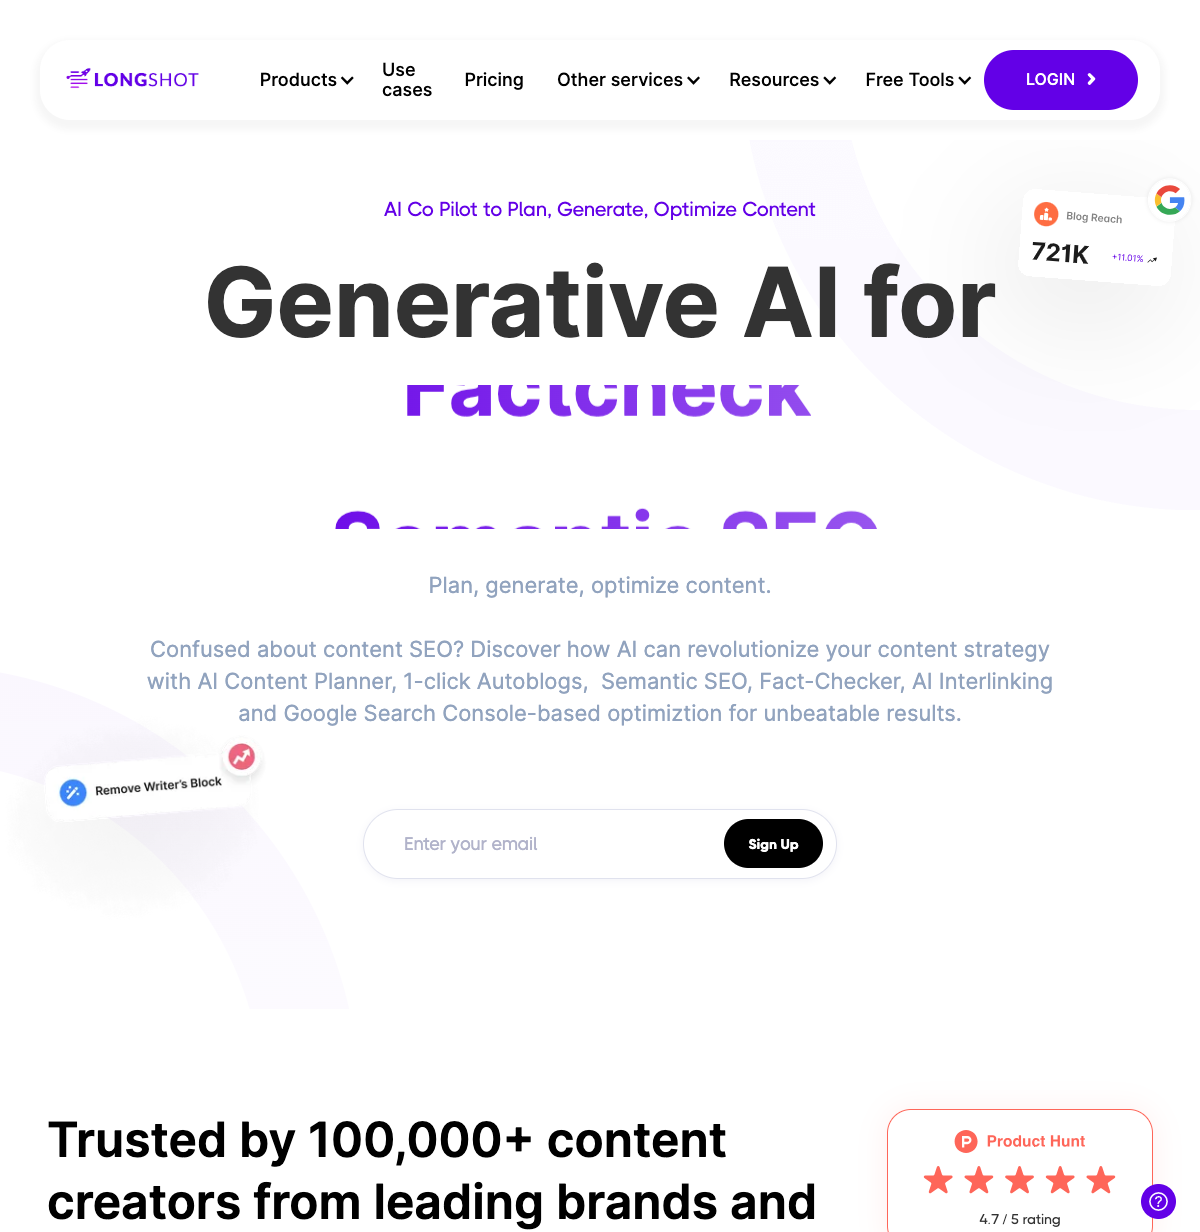 LONGSHOT
Products
Use
cases
Pricing
Other services
Resources
Free Tools
LOGIN
AI Co Pilot to Plan, Generate, Optimize Content
Blog Reach
721K
+11.01%
Generative AI for
Factcheck
Semantic SEO
Plan, generate, optimize content.
Confused about content SEO? Discover how AI can revolutionize your content strategy
with AI Content Planner, 1-click Autoblogs, Semantic SEO, Fact-Checker, AI Interlinking
and Google Search Console-based optimiztion for unbeatable results.
Remove Writer's Block
Enter your email
Sign Up
Trusted by 100,000+ content
creators from leading brands and
Product Hunt
4.7 / 5 rating